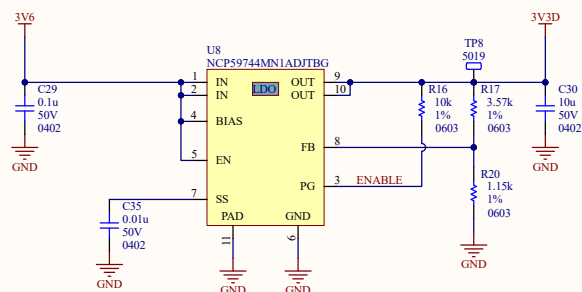 3V6
3V3D
U8
NCP59744MN1ADJTBG
TP8
5019
LDO
1
IN
2
IN
4
BIAS
5
EN
7
SS
OUT
9
OUT
10
FB
8
PG
3
ENABLE
PAD
11
GND
6
C29
0.1u
50V
0402
GND
R16
10k
1%
0603
R17
3.57k
1%
0603
C30
10u
50V
0402
GND
R20
1.15k
1%
0603
GND
C35
0.01u
50V
0402
GND
GND
GND